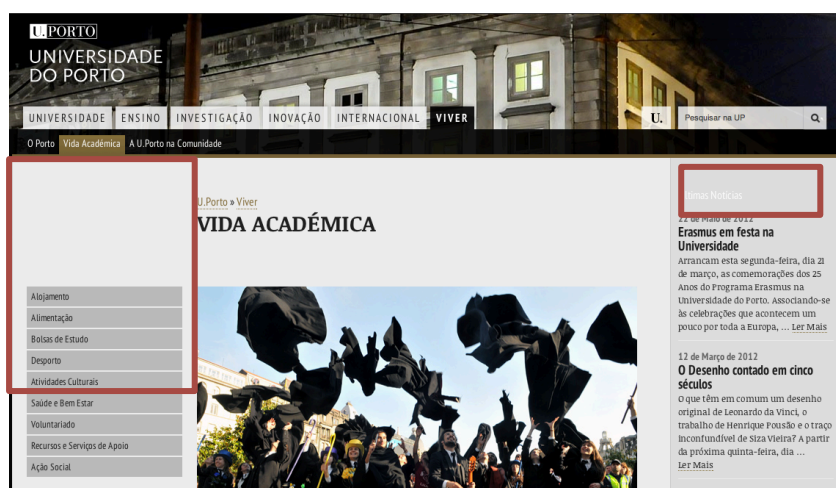 U. PORTO
UNIVERSIDADE
DO PORTO
UNIVERSIDADE ENSINO INVESTIGAÇÃO INOVAÇÃO INTERNACIONAL VIVER
U. Pesquisar na UP
O Porto Vida Académica A U.Porto na Comunidade
U.Porto » Viver
VIDA ACADÉMICA
Alojamento
Alimentação
Bolsas de Estudo
Desporto
Atividades Culturais
Saúde e Bem Estar
Voluntariado
Recursos e Serviços de Apoio
Ação Social
Notícias
22 de Maio de 2012
Erasmus em festa na
Universidade
Arrancam esta segunda-feira, dia 21
de março, as comemorações dos 25
Anos do Programa Erasmus na
Universidade do Porto. Associando-se
às celebrações que acontecem um
pouco por toda a Europa, … Ler Mais
12 de Março de 2012
O Desenho contado em cinco
séculos
O que têm em comum um desenho
original de Leonardo da Vinci, o
trabalho de Henrique Pousão e o traço
inconfundível de Siza Vieira? A partir
da próxima quinta-feira, dia …
Ler Mais